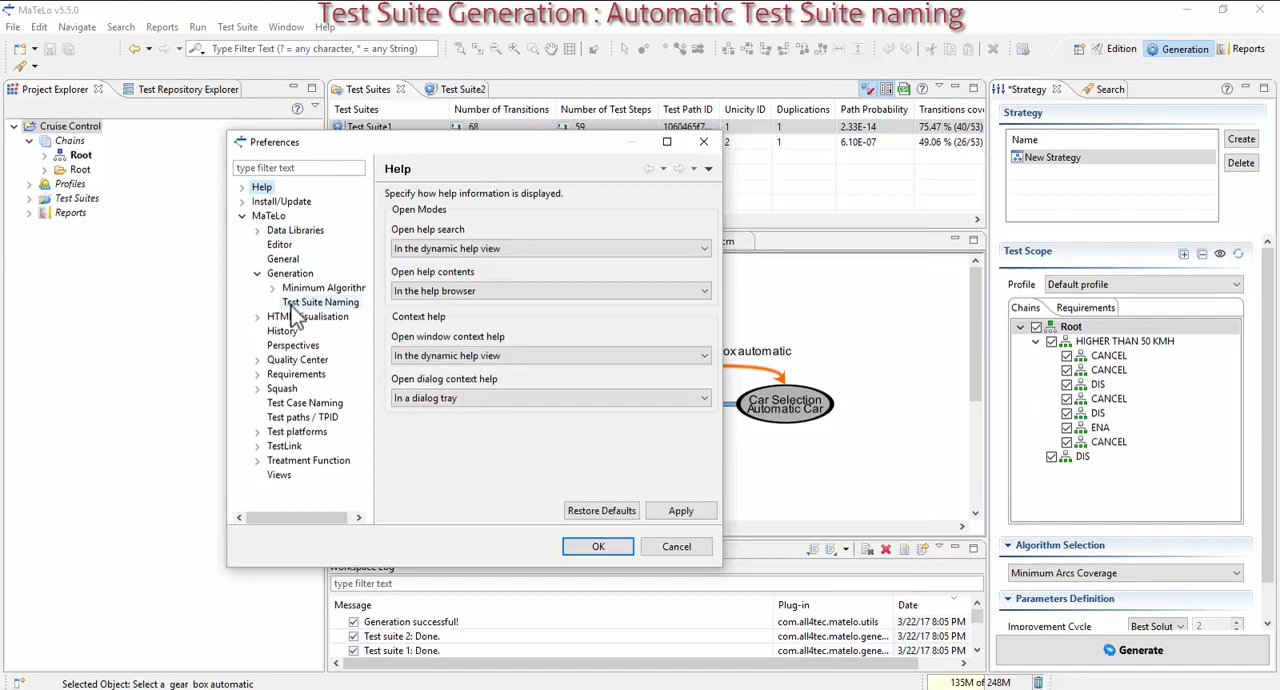 MaTeLo v5.5.0
Test Suite Generation : Automatic Test Suite naming
File Edit Navigate Search Reports Run Test Suite Window Help
Type Filter Text (? = any character, * = any String)
Edition Generation Reports
Project Explorer Test Repository Explorer
Test Suites Test Suite2
*Strategy Search
Test Suites Number of Transitions Number of Test Steps Test Path ID Unicity ID Duplications Path Probability Transitions cov
Test Suite1 68 59 1060465f7... 1 1 2.33E-14 75.47 % (40/53)
2 1 6.10E-07 49.06 % (26/53)
Cruise Control
Chains
Root
Root
Profiles
Test Suites
Reports
Preferences
type filter text
Help
Install/Update
MaTeLo
Data Libraries
Editor
General
Generation
Minimum Algorithr
Test Suite Naming
History
Perspectives
Quality Center
Requirements
Squash
Test Case Naming
Test paths / TPID
Test platforms
TestLink
Treatment Function
Views
Help
Specify how help information is displayed.
Open Modes
Open help search
In the dynamic help view
Open help contents
In the help browser
Context help
Open window context help
In the dynamic help view
Open dialog context help
In a dialog tray
Restore Defaults Apply
OK Cancel
cm
box automatic
Car Selection
Automatic Car
Strategy
Name
New Strategy
Create
Delete
Test Scope
Profile Default profile
Chains Requirements
Root
HIGHER THAN 50 KMH
CANCEL
CANCEL
DIS
CANCEL
DIS
ENA
CANCEL
DIS
Algorithm Selection
Minimum Arcs Coverage
Parameters Definition
Improvement Cycle Best Solut 2
Generate
Workspace Log
type filter text
Message Plug-in Date
Generation successful! com.all4tec.matelo.utils 3/22/17 8:05 PM
Test suite 2: Done. com.all4tec.matelo.gene... 3/22/17 8:05 PM
Test suite 1: Done. com.all4tec.matelo.gene... 3/22/17 8:05 PM
Selected Object: Select a gear box automatic
135M of 248M